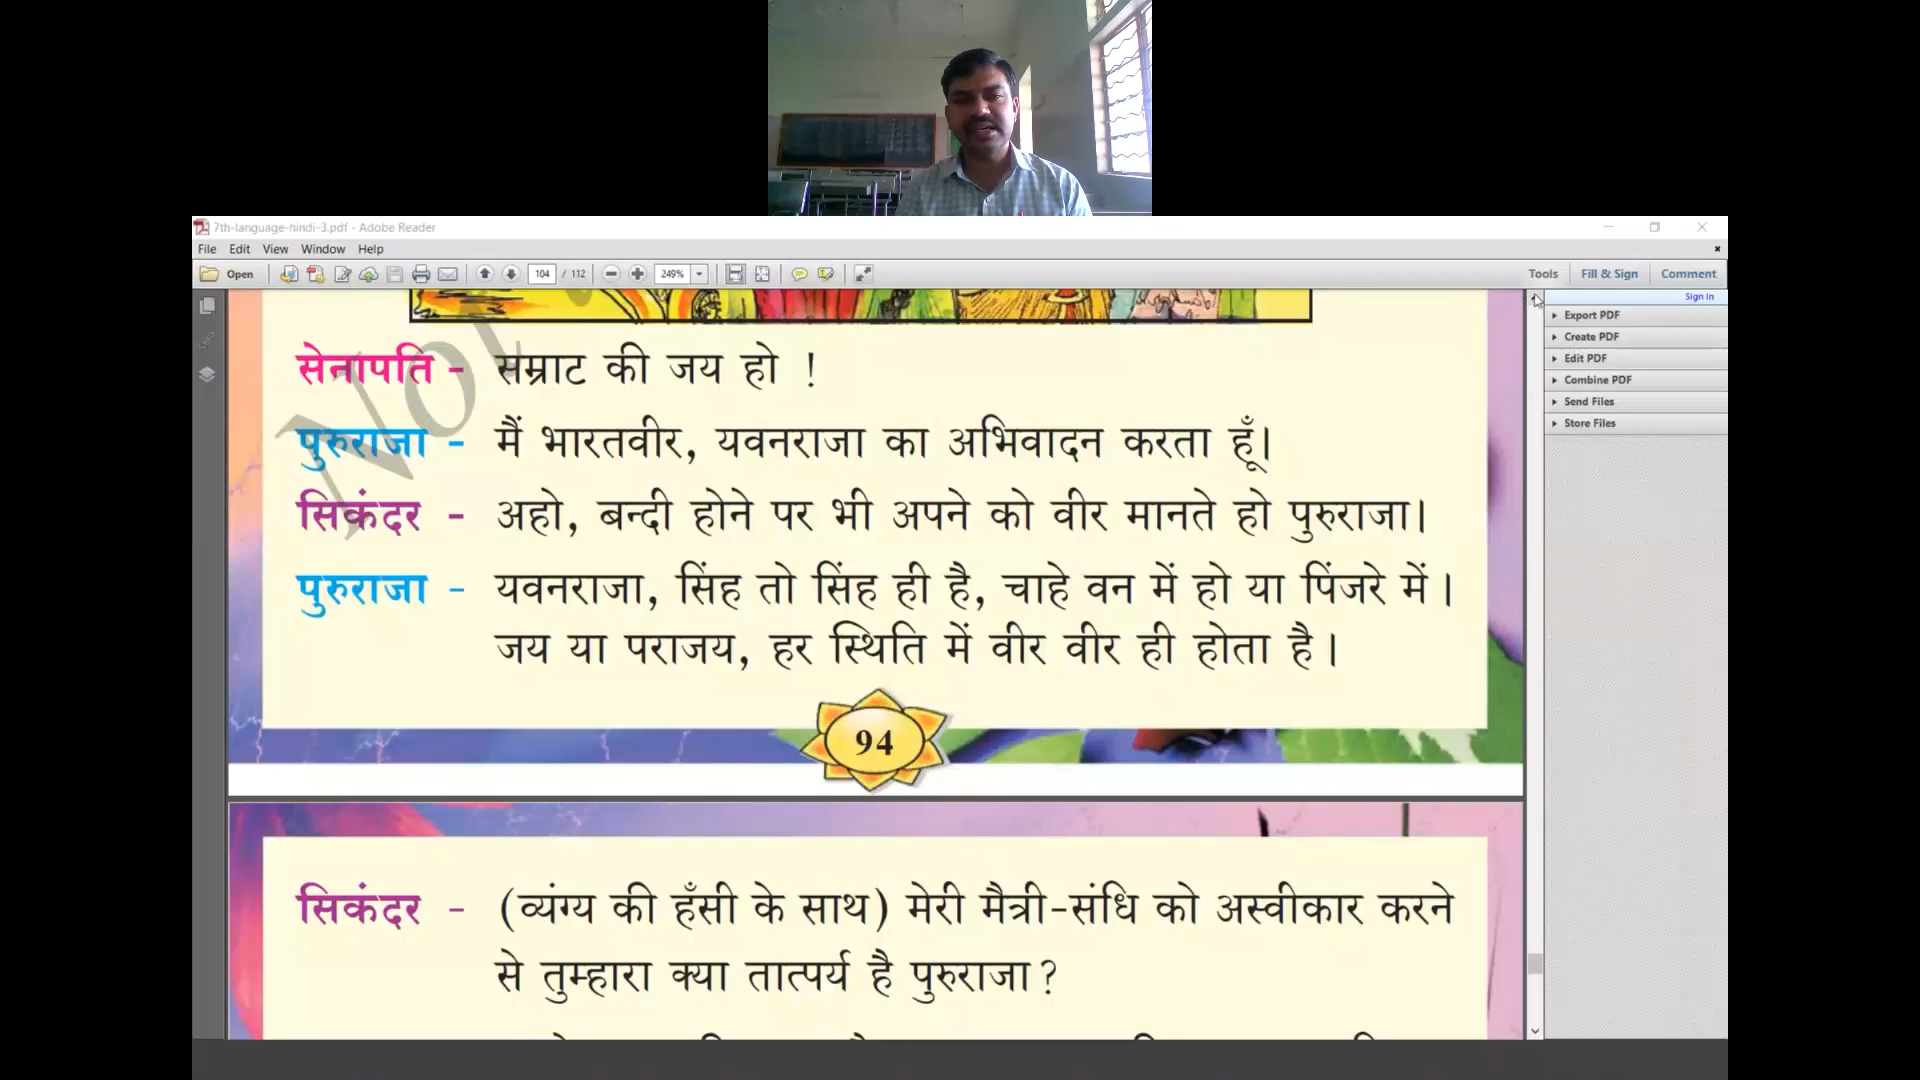 7th-language-hindi-3.pdf - Adobe Reader
File Edit View Window Help
Open 104 / 112 249% Tools Fill & Sign Comment
Sign In
Export PDF
Create PDF
Edit PDF
Combine PDF
Send Files
Store Files
Not
सेनापति - सम्राट की जय हो !
पुरुराजा - मैं भारतवीर, यवनराजा का अभिवादन करता हूँ।
सिकंदर - अहो, बन्दी होने पर भी अपने को वीर मानते हो पुरुराजा।
पुरुराजा - यवनराजा, सिंह तो सिंह ही है, चाहे वन में हो या पिंजरे में।
जय या पराजय, हर स्थिति में वीर वीर ही होता है।
94
सिकंदर - (व्यंग्य की हँसी के साथ) मेरी मैत्री-संधि को अस्वीकार करने
से तुम्हारा क्या तात्पर्य है पुरुराजा?